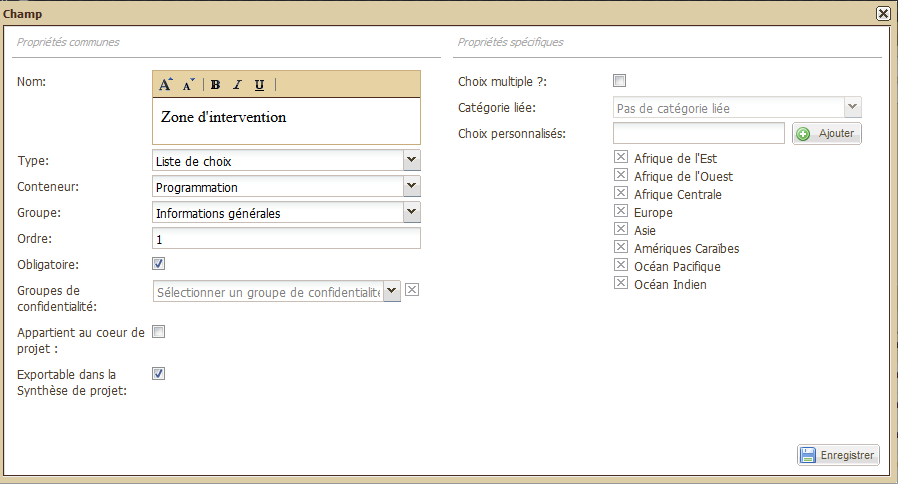 Champ
Propriétés communes
Nom:
A A B I U
Zone d'intervention
Type:
Liste de choix
Conteneur:
Programmation
Groupe:
Informations générales
Ordre:
1
Obligatoire:
Groupes de
confidentialité:
Sélectionner un groupe de confidentialité
Appartient au coeur de
projet :
Exportable dans la
Synthèse de projet:
Propriétés spécifiques
Choix multiple ?:
Catégorie liée:
Pas de catégorie liée
Choix personnalisés:
Ajouter
Afrique de l'Est
Afrique de l'Ouest
Afrique Centrale
Europe
Asie
Amériques Caraïbes
Océan Pacifique
Océan Indien
Enregistrer